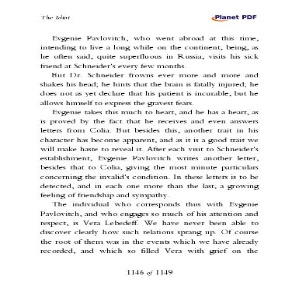 The Idiot
Planet PDF
Evgenie Pavlovitch, who went abroad at this time,
intending to live a long while on the continent, being, as
he often said, quite superfluous in Russia, visits his sick
friend at Schneider's every few months.
But Dr. Schneider frowns ever more and more and
shakes his head; he hints that the brain is fatally injured; he
does not as yet declare that his patient is incurable, but he
allows himself to express the gravest fears.
Evgenie takes this much to heart, and he has a heart, as
is proved by the fact that he receives and even answers
letters from Colia. But besides this, another trait in his
character has become apparent, and as it is a good trait we
will make haste to reveal it. After each visit to Schneider's
establishment, Evgenie Pavlovitch writes another letter,
besides that to Colia, giving the most minute particulars
concerning the invalid's condition. In these letters is to be
detected, and in each one more than the last, a growing
feeling of friendship and sympathy.
The individual who corresponds thus with Evgenie
Pavlovitch, and who engages so much of his attention and
respect, is Vera Lebedeff. We have never been able to
discover clearly how such relations sprang up. Of course
the root of them was in the events which we have already
recorded, and which so filled Vera with grief on the
1146 of 1149